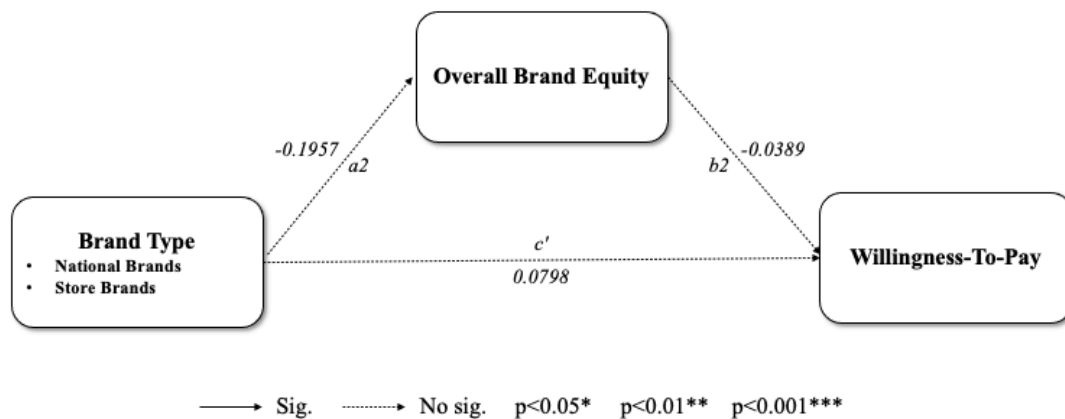 Overall Brand Equity
-0.1957
a2
-0.0389
b2
Brand Type
• National Brands
• Store Brands
c'
0.0798
Willingness-To-Pay
Sig. No sig. p<0.05* p<0.01** p<0.001***